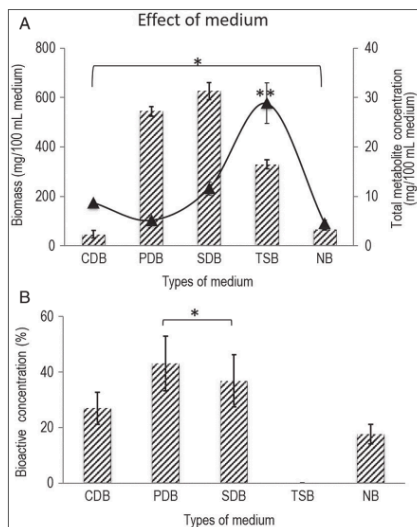 Effect of medium
A
Biomass (mg/100 mL medium)
800
600
400
200
0
*
**
40
30
20
10
0
Total metabolite concentration
(mg/100 mL medium)
CDB PDB SDB TSB NB
Types of medium
B
Bioactive concentration (%)
60
40
20
0
*
CDB PDB SDB TSB NB
Types of medium